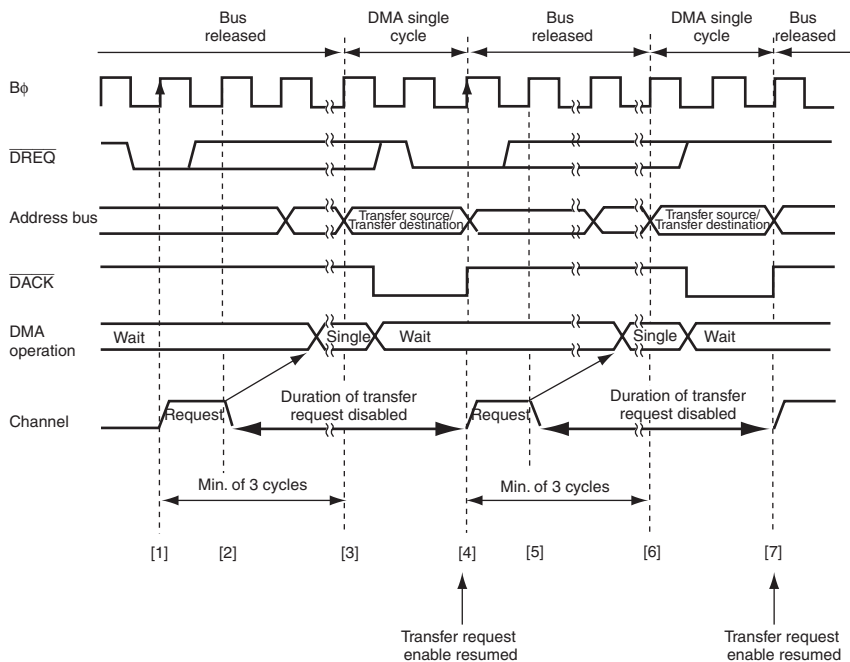 Bus
released
DMA single
cycle
Bus
released
DMA single
cycle
Bus
released
Bϕ
DREQ
Address bus
Transfer source/
Transfer destination
Transfer source/
Transfer destination
DACK
DMA
operation
Wait
Single
Wait
Single
Wait
Channel
Request
Duration of transfer
request disabled
Request
Duration of transfer
request disabled
Min. of 3 cycles
Min. of 3 cycles
[1]
[2]
[3]
[4]
[5]
[6]
[7]
Transfer request
enable resumed
Transfer request
enable resumed